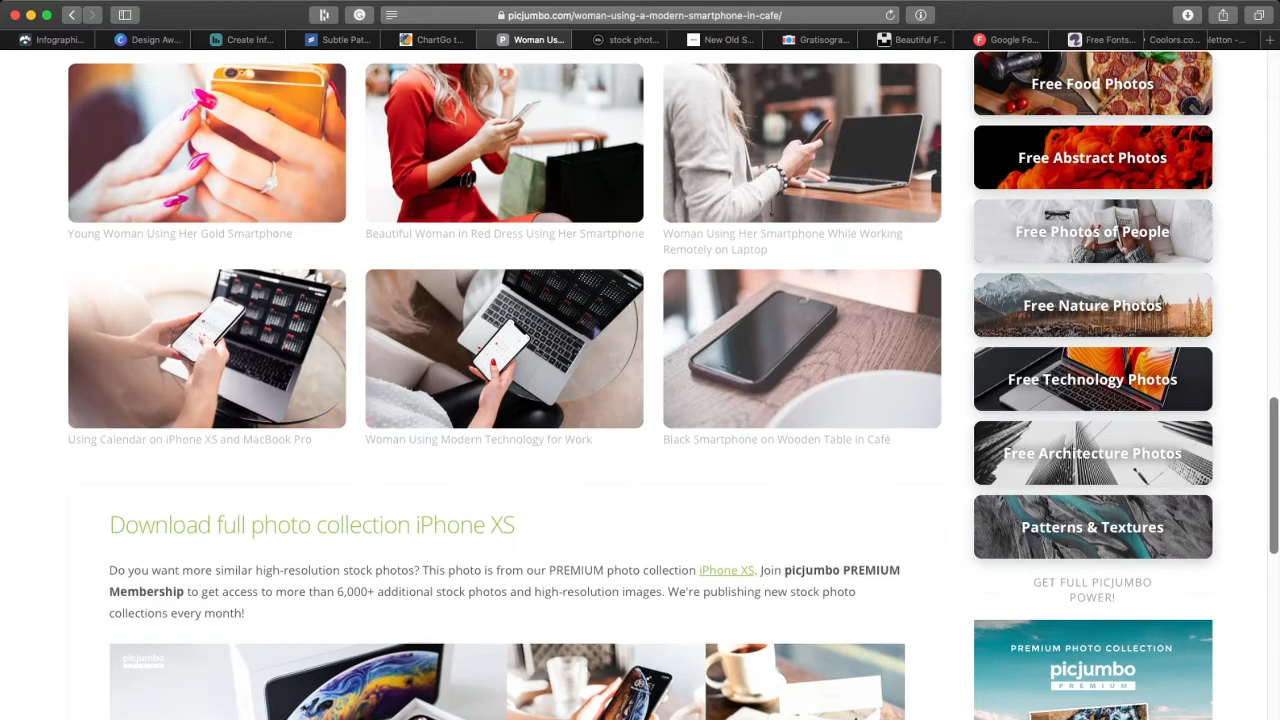 picjumbo.com/woman-using-a-modern-smartphone-in-cafe/
Infographi...
Design Aw...
Create Inf...
Subtle Pat...
ChartGo t...
Woman Us...
stock phot...
New Old S...
Gratisogra...
Beautiful F...
Google Fo...
Free Fonts...
Coolors.co...
letton -...
Young Woman Using Her Gold Smartphone
Beautiful Woman in Red Dress Using Her Smartphone
Woman Using Her Smartphone While Working
Remotely on Laptop
Using Calendar on iPhone XS and MacBook Pro
Woman Using Modern Technology for Work
Black Smartphone on Wooden Table in Café
Download full photo collection iPhone XS
Do you want more similar high-resolution stock photos? This photo is from our PREMIUM photo collection iPhone XS. Join picjumbo PREMIUM
Membership to get access to more than 6,000+ additional stock photos and high-resolution images. We're publishing new stock photo
collections every month!
picjumbo
PREMIUM
Free Food Photos
Free Abstract Photos
Free Photos of People
Free Nature Photos
Free Technology Photos
Free Architecture Photos
Patterns & Textures
GET FULL PICJUMBO
POWER!
PREMIUM PHOTO COLLECTION
picjumbo
PREMIUM